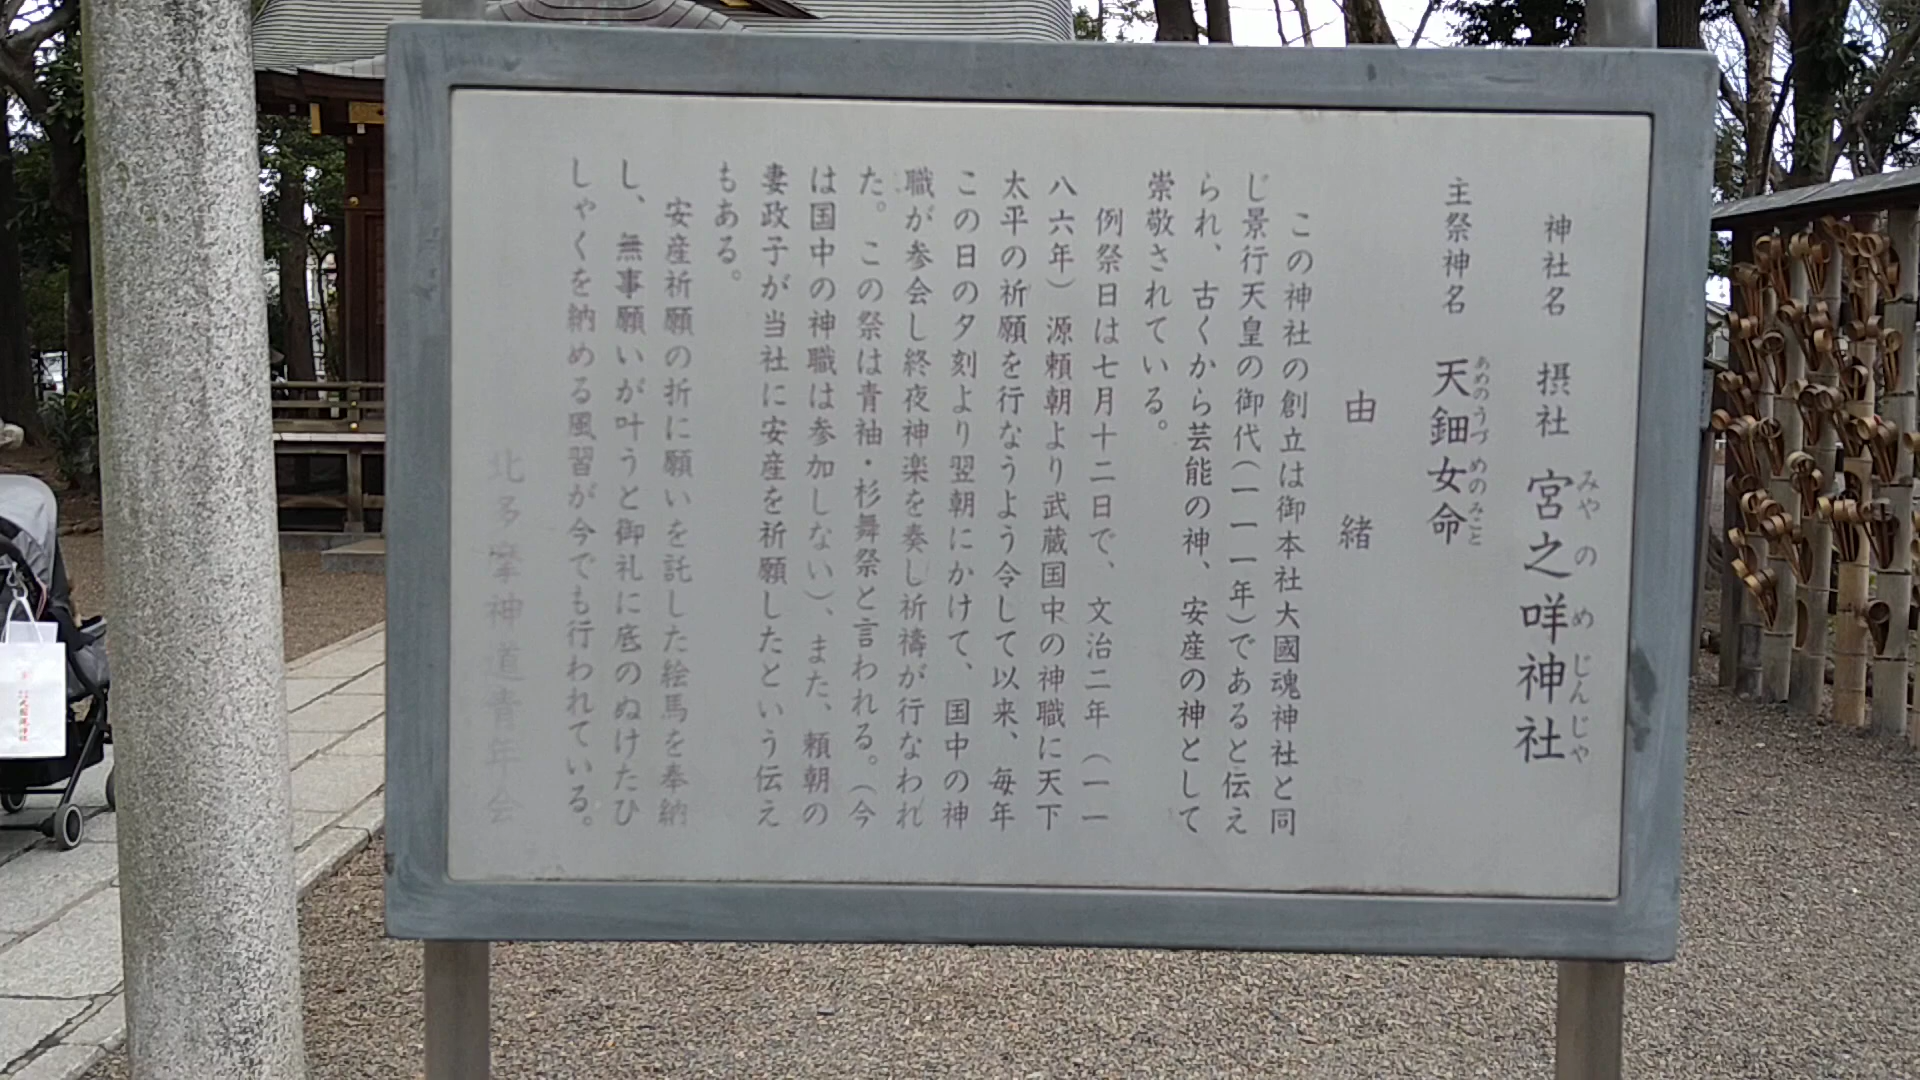 神社名 摂社 宮之咩神社
みやのめじんじゃ
主祭神名 天鈿女命
あめのうづめのみこと
由緒
この神社の創立は御本社大國魂神社と同
じ景行天皇の御代(一一一年)であると伝え
られ、古くから芸能の神、安産の神として
崇敬されている。
例祭日は七月十二日で、文治二年(一一
八六年)源頼朝より武蔵国中の神職に天下
太平の祈願を行なうよう令して以来、毎年
この日の夕刻より翌朝にかけて、国中の神
職が参会し終夜神楽を奏し祈禱が行なわれ
た。この祭は青袖・杉舞祭と言われる。(今
は国中の神職は参加しない)、また、頼朝の
妻政子が当社に安産を祈願したという伝え
もある。
安産祈願の折に願いを託した絵馬を奉納
し、無事願いが叶うと御礼に底のぬけたひ
しゃくを納める風習が今でも行われている。
北多摩神道青年会